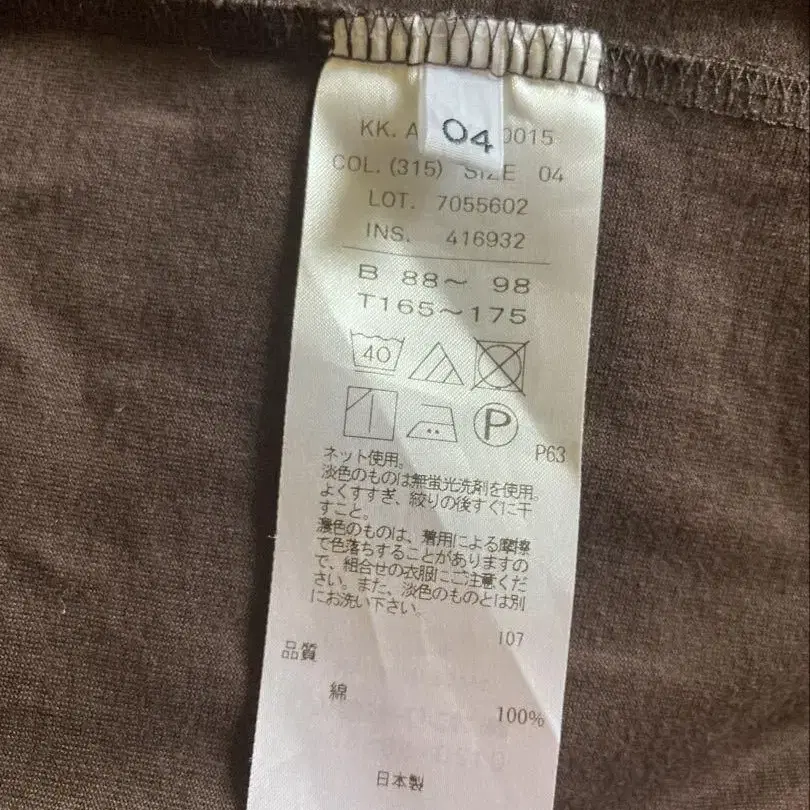 04
KK. A 0015
COL. (315) SIZE 04
LOT. 7055602
INS. 416932
B 88～ 98
T165～175
40
P
P63
ネット使用。
淡色のものは無蛍光洗剤を使用。
よくすすぎ、絞りの後すぐに干
すこと。
濃色のものは、着用による摩擦
で色落ちすることがありますの
で、組合せの衣服にご注意くだ
さい。また、淡色のものとは別
にお洗い下さい。
107
品質
綿
100%
日本製